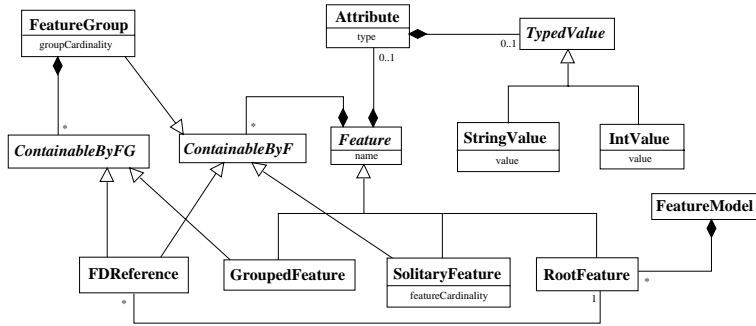 FeatureGroup
groupCardinality
Attribute
type
TypedValue
0..1
0..1
*
*
ContainableByFG
ContainableByF
Feature
name
StringValue
value
IntValue
value
FeatureModel
FDReference
GroupedFeature
SolitaryFeature
featureCardinality
RootFeature
*
*
1